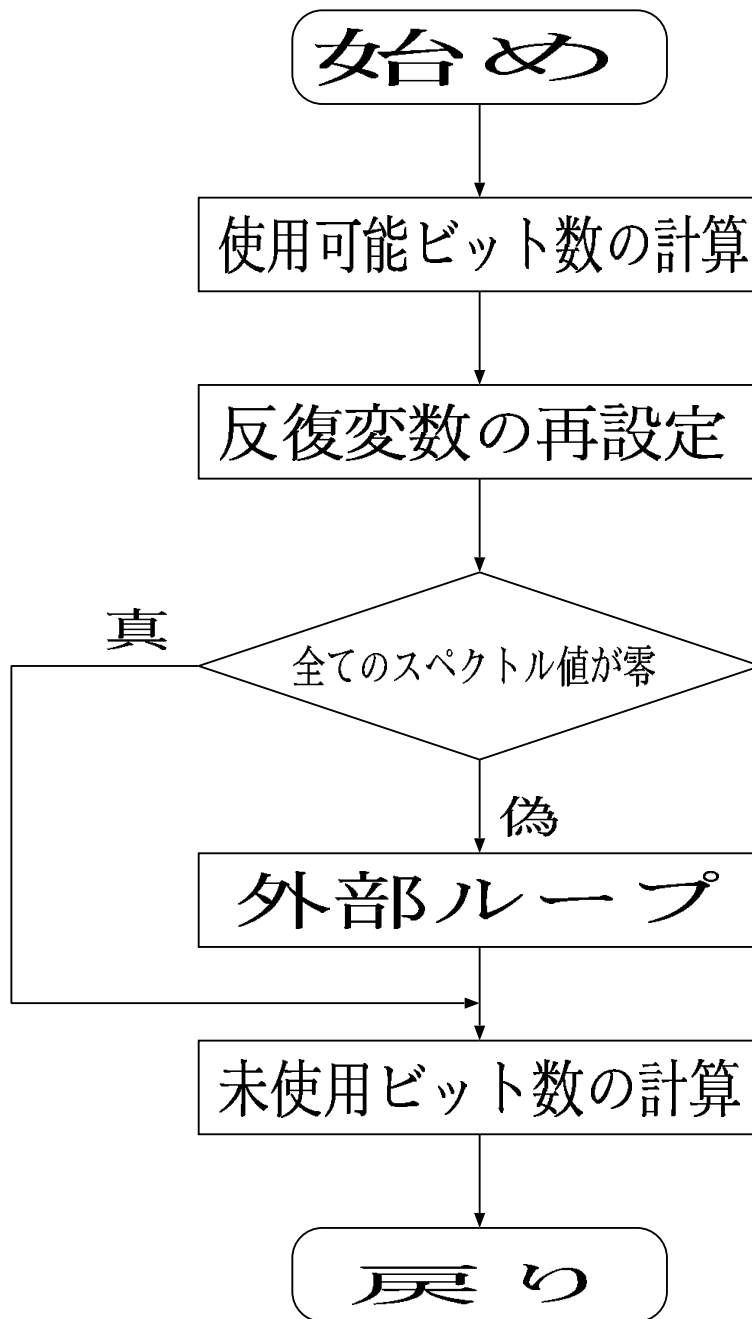 始め
使用可能ビット数の計算
反復変数の再設定
真
全てのスペクトル値が零
偽
外部ループ
未使用ビット数の計算
戻り